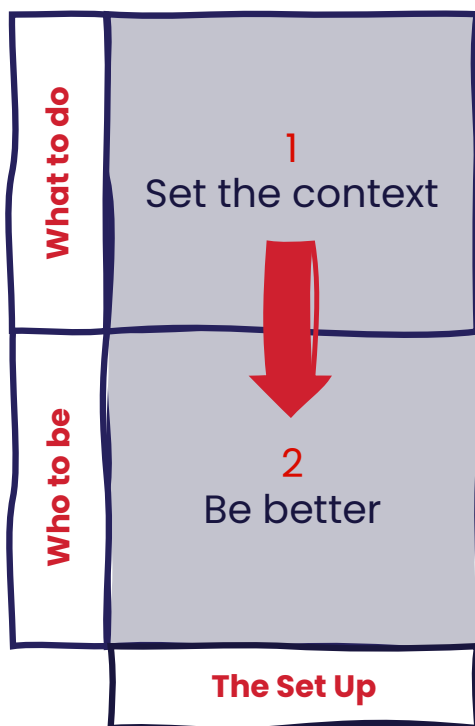 What to do
1
Set the context
Who to be
2
Be better
The Set Up